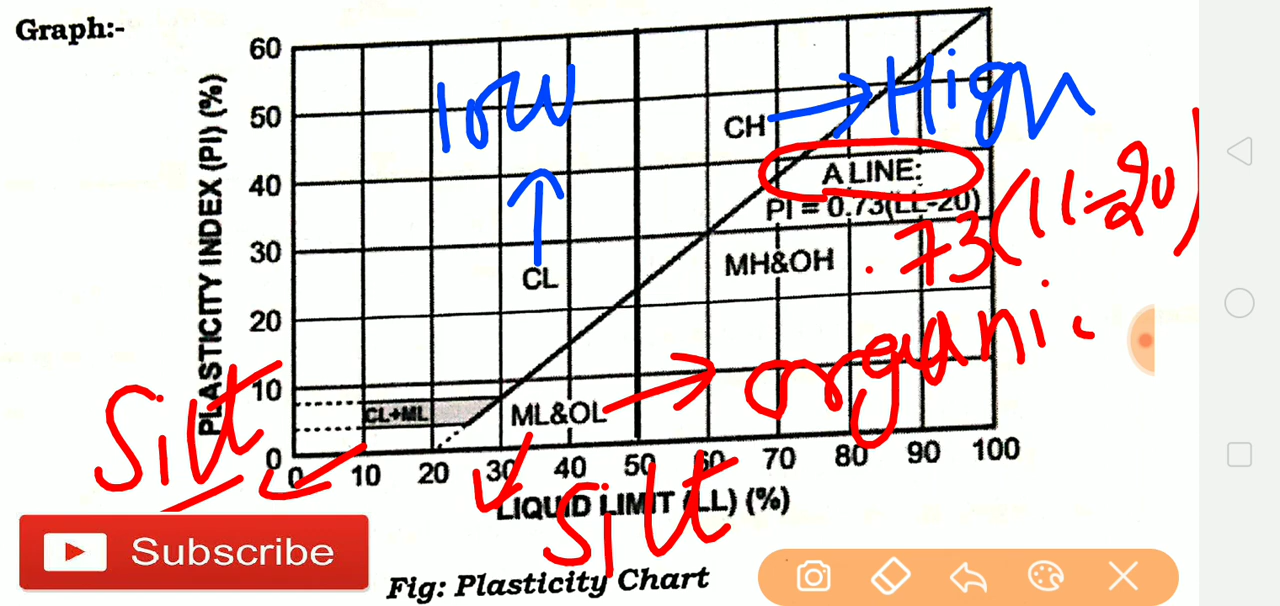 Graph:-
PLASTICITY INDEX (PI) (%)
60
50
40
30
20
10
0
low
CH
High
A LINE:
PI = 0.73(LL-20)
.73(ll-20)
CL
MH&OH
organic
CL+ML
ML&OL
Silt
0 10 20 30 40 50 60 70 80 90 100
LIQUID LIMIT (LL) (%)
Silt
Subscribe
Fig: Plasticity Chart